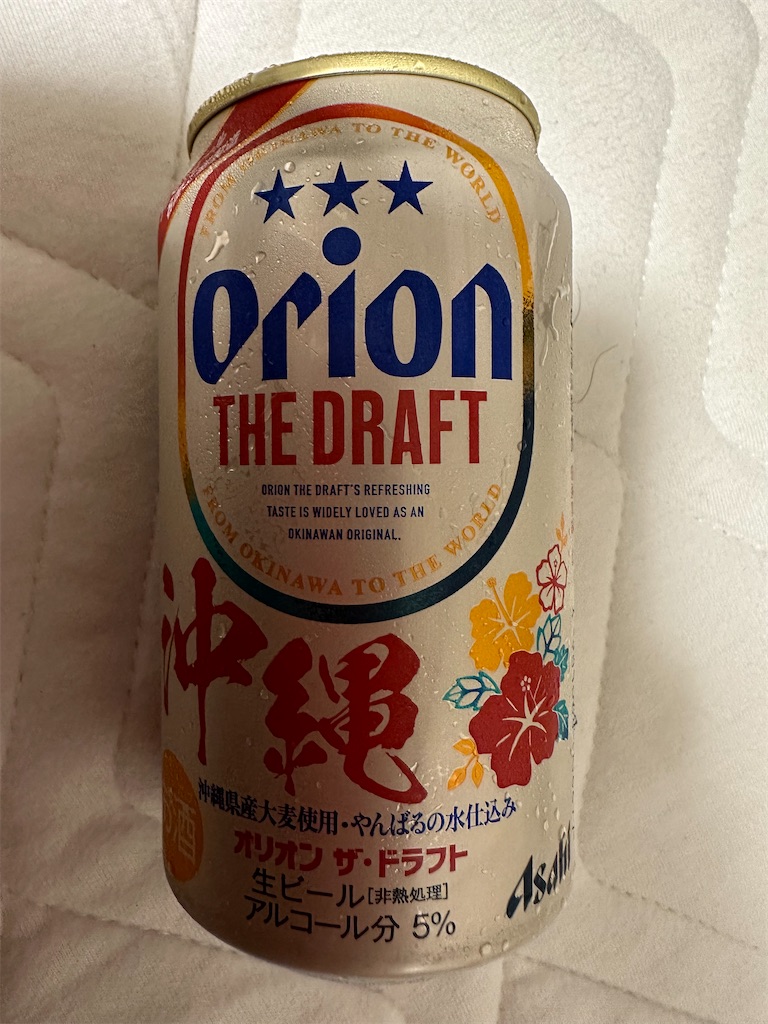 FROM OKINAWA TO THE WORLD
Orion
THE DRAFT
ORION THE DRAFT'S REFRESHING
TASTE IS WIDELY LOVED AS AN
OKINAWAN ORIGINAL.
FROM OKINAWA TO THE WORLD
沖縄
沖縄県産大麦使用・やんばるの水仕込み
オリオン ザ・ドラフト
生ビール[非熱処理]
アルコール分 5%
酒
Asahi